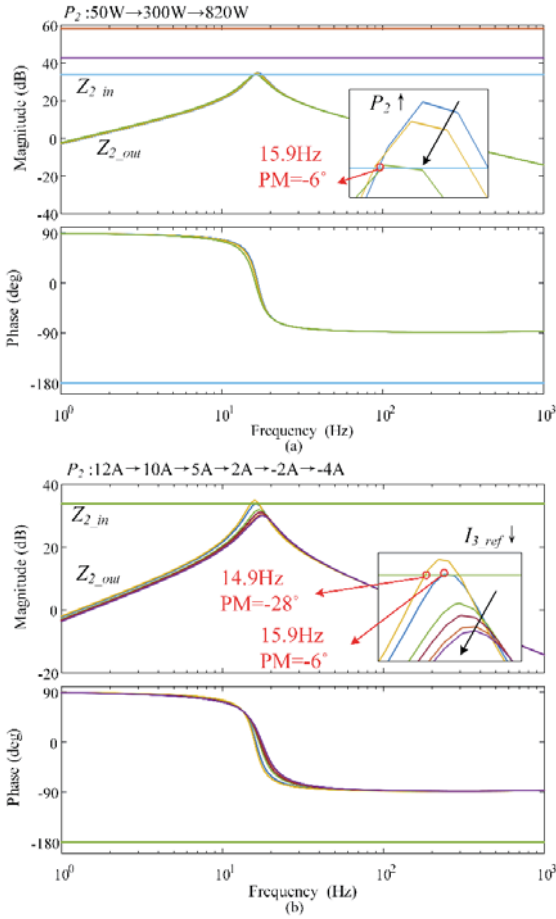 P2 :50W→300W→820W
60
40
20
0
-20
-40
Magnitude (dB)
Z2_in
Z2_out
P2 ↑
15.9Hz
PM=-6°
90
0
-90
-180
Phase (deg)
10^0 10^1 10^2 10^3
Frequency (Hz)
(a)
P2 :12A→10A→5A→2A→-2A→-4A
40
20
0
-20
Magnitude (dB)
Z2_in
Z2_out
I3_ref ↓
14.9Hz
PM=-28°
15.9Hz
PM=-6°
90
0
-90
-180
Phase (deg)
10^0 10^1 10^2 10^3
Frequency (Hz)
(b)